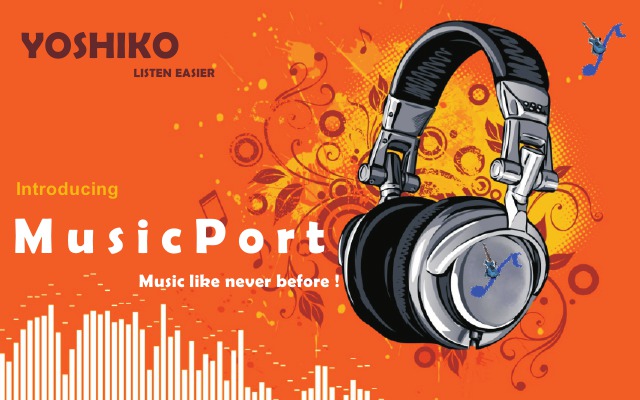 YOSHIKO
LISTEN EASIER
Introducing
MusicPort
Music like never before !